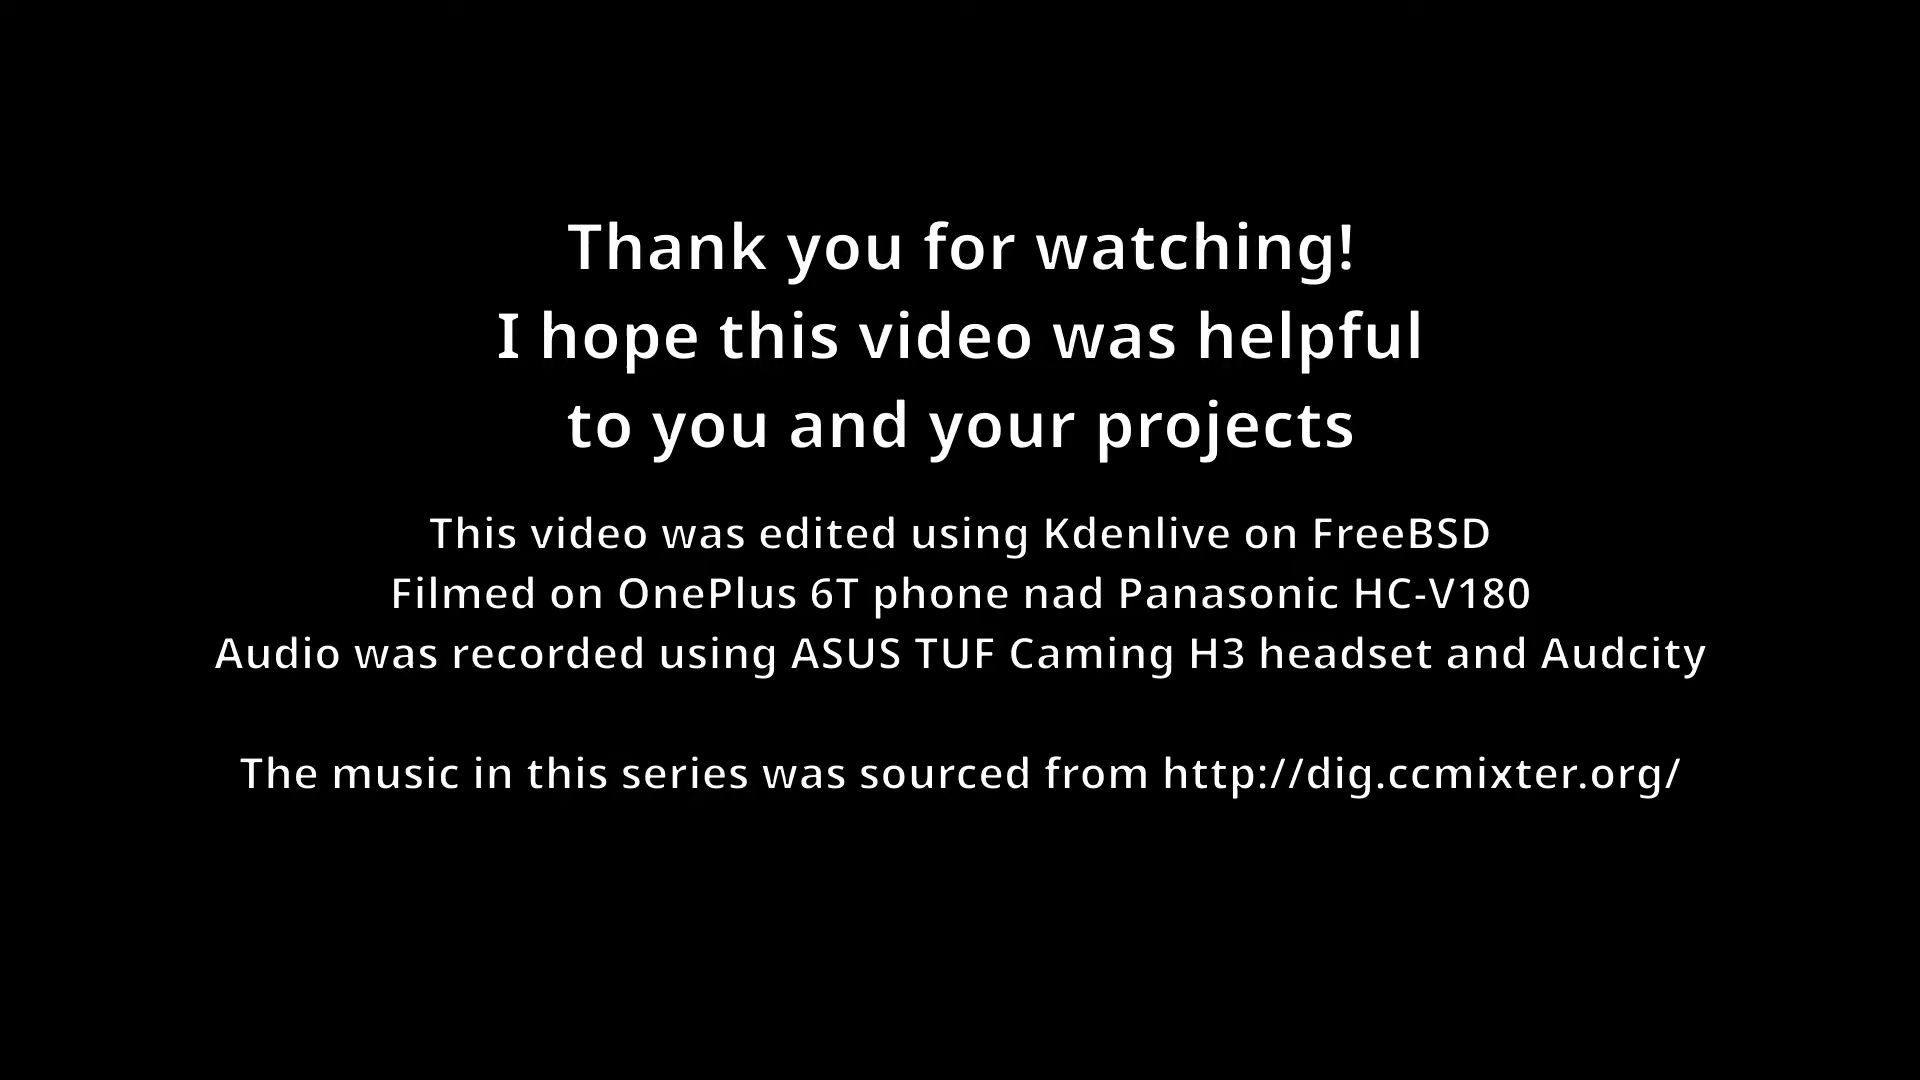 Thank you for watching!
I hope this video was helpful
to you and your projects
This video was edited using Kdenlive on FreeBSD
Filmed on OnePlus 6T phone nad Panasonic HC-V180
Audio was recorded using ASUS TUF Caming H3 headset and Audcity
The music in this series was sourced from http://dig.ccmixter.org/